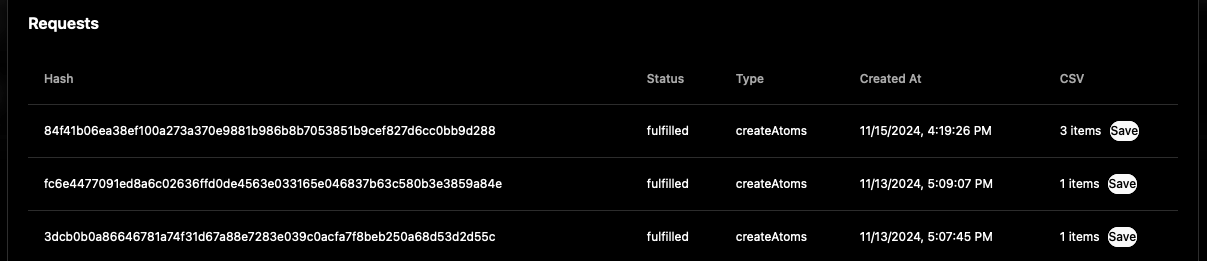 Requests
Hash Status Type Created At CSV
84f41b06ea38ef100a273a370e9881b986b8b7053851b9cef827d6cc0bb9d288 fulfilled createAtoms 11/15/2024, 4:19:26 PM 3 items Save
fc6e4477091ed8a6c02636ffd0de4563e033165e046837b63c580b3e3859a84e fulfilled createAtoms 11/13/2024, 5:09:07 PM 1 items Save
3dcb0b0a86646781a74f31d67a88e7283e039c0acfa7f8beb250a68d53d2d55c fulfilled createAtoms 11/13/2024, 5:07:45 PM 1 items Save